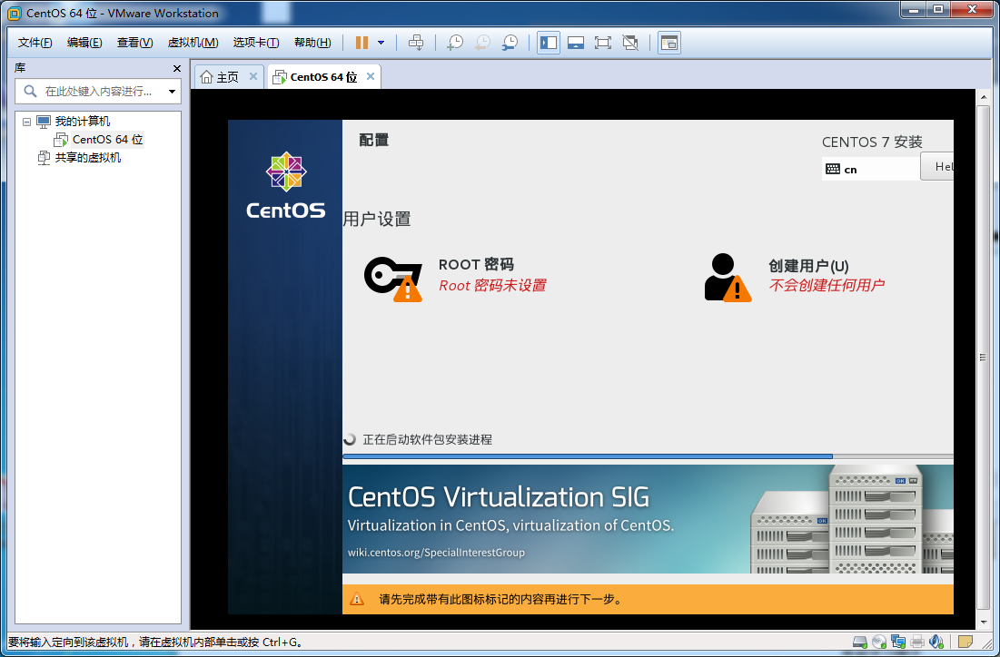 CentOS 64 位 - VMware Workstation
文件(F) 编辑(E) 查看(V) 虚拟机(M) 选项卡(T) 帮助(H)
库
在此处键入内容进行...
我的计算机
CentOS 64 位
共享的虚拟机
主页
CentOS 64 位
CentOS
配置
CENTOS 7 安装
cn
Hel
用户设置
ROOT 密码
Root 密码未设置
创建用户(U)
不会创建任何用户
正在启动软件包安装进程
CentOS Virtualization SIG
Virtualization in CentOS, virtualization of CentOS.
wiki.centos.org/SpecialInterestGroup
请先完成带有此图标标记的内容再进行下一步。
要将输入定向到该虚拟机，请在虚拟机内部单击或按 Ctrl+G。